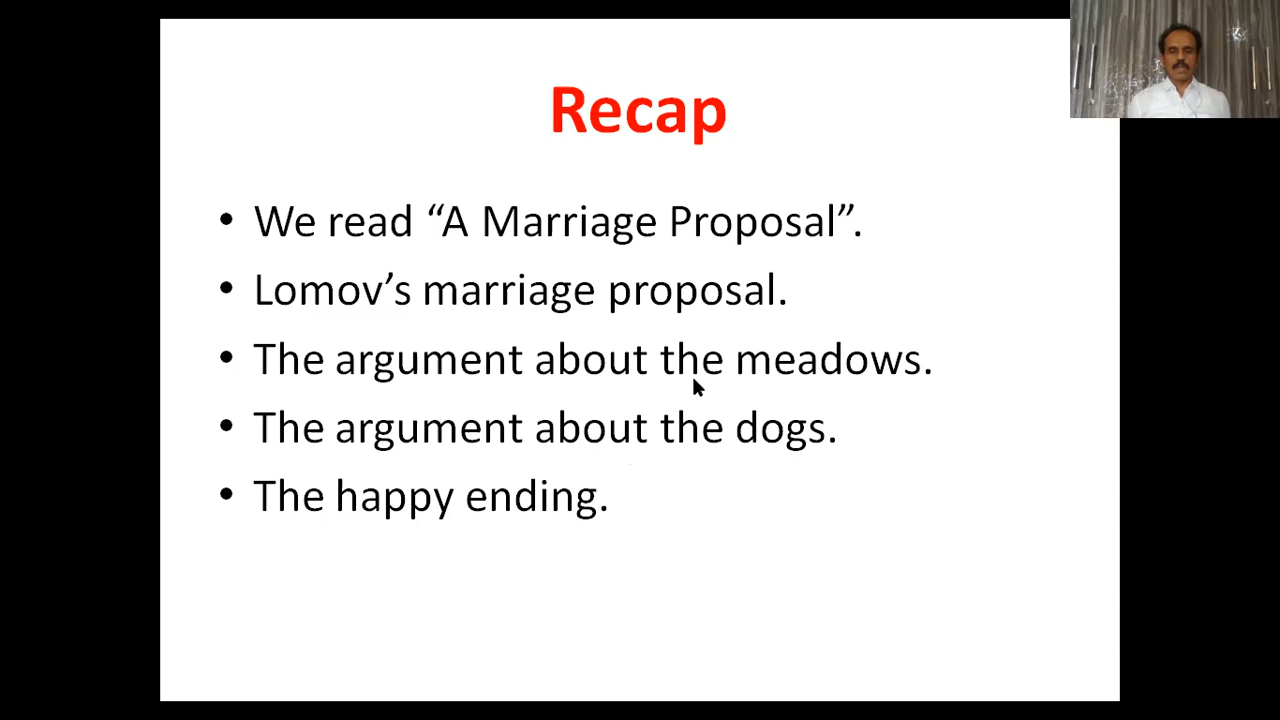 Recap
• We read “A Marriage Proposal”.
• Lomov’s marriage proposal.
• The argument about the meadows.
• The argument about the dogs.
• The happy ending.